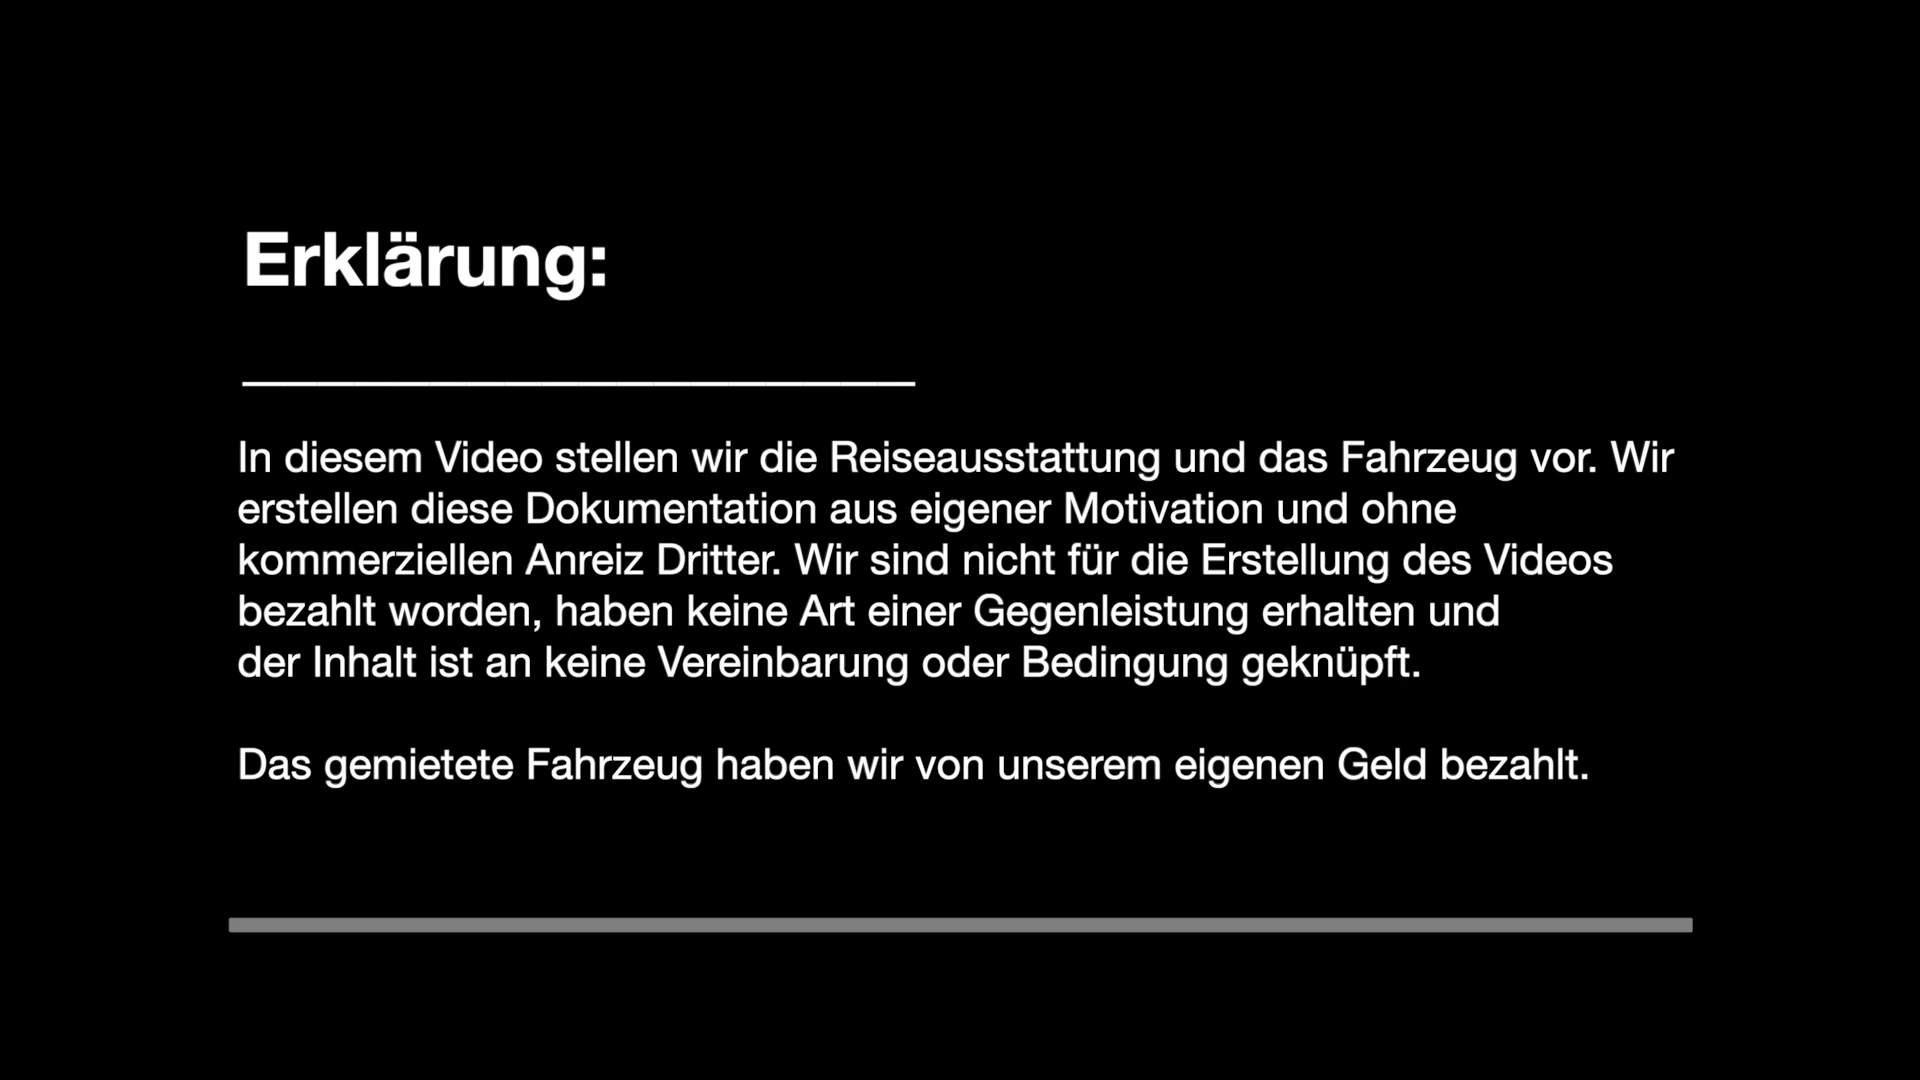 Erklärung:
In diesem Video stellen wir die Reiseausstattung und das Fahrzeug vor. Wir
erstellen diese Dokumentation aus eigener Motivation und ohne
kommerziellen Anreiz Dritter. Wir sind nicht für die Erstellung des Videos
bezahlt worden, haben keine Art einer Gegenleistung erhalten und
der Inhalt ist an keine Vereinbarung oder Bedingung geknüpft.
Das gemietete Fahrzeug haben wir von unserem eigenen Geld bezahlt.